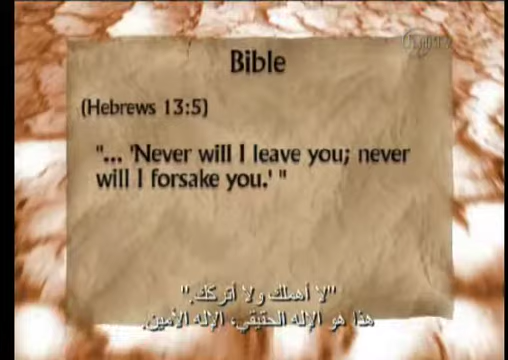 Bible
(Hebrews 13:5)
"... 'Never will I leave you; never
will I forsake you.' "
"لا أهملك ولا أتركك."
هذا هو الإله الحقيقي، الإله الأمين.